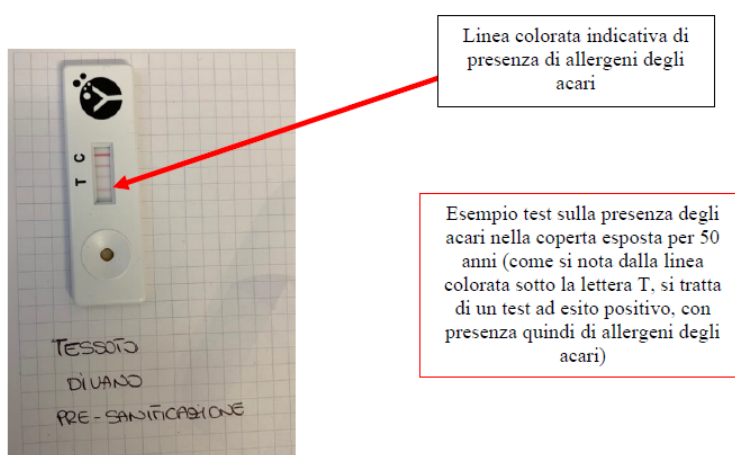 Linea colorata indicativa di
presenza di allergeni degli
acari
C
T
Esempio test sulla presenza degli
acari nella coperta esposta per 50
anni (come si nota dalla linea
colorata sotto la lettera T, si tratta
di un test ad esito positivo, con
presenza quindi di allergeni degli
acari)
TESSOTO
DIVANO
PRE-SANITICAZIONE